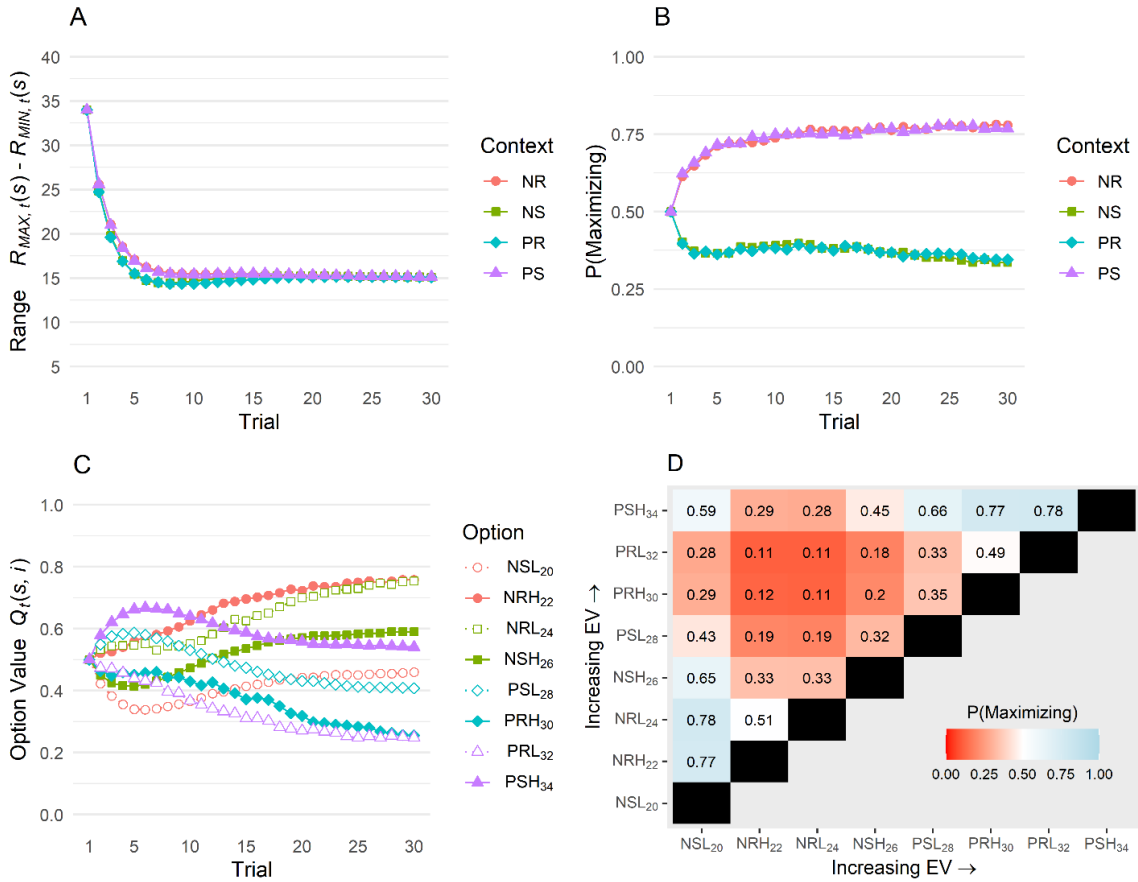 A
Range R_MAX, t(s) - R_MIN, t(s)
40
35
30
25
20
15
10
5
1 5 10 15 20 25 30
Trial
Context
NR
NS
PR
PS
B
P(Maximizing)
1.00
0.75
0.50
0.25
0.00
1 5 10 15 20 25 30
Trial
Context
NR
NS
PR
PS
C
Option Value Q_t(s, i)
1.0
0.8
0.6
0.4
0.2
0.0
1 5 10 15 20 25 30
Trial
Option
NSL₂₀
NRH₂₂
NRL₂₄
NSH₂₆
PSL₂₈
PRH₃₀
PRL₃₂
PSH₃₄
D
Increasing EV →
PSH₃₄ 0.59 0.29 0.28 0.45 0.66 0.77 0.78
PRL₃₂ 0.28 0.11 0.11 0.18 0.33 0.49
PRH₃₀ 0.29 0.12 0.11 0.2 0.35
PSL₂₈ 0.43 0.19 0.19 0.32
NSH₂₆ 0.65 0.33 0.33
NRL₂₄ 0.78 0.51
NRH₂₂ 0.77
NSL₂₀
P(Maximizing)
0.00 0.25 0.50 0.75 1.00
NSL₂₀ NRH₂₂ NRL₂₄ NSH₂₆ PSL₂₈ PRH₃₀ PRL₃₂ PSH₃₄
Increasing EV →